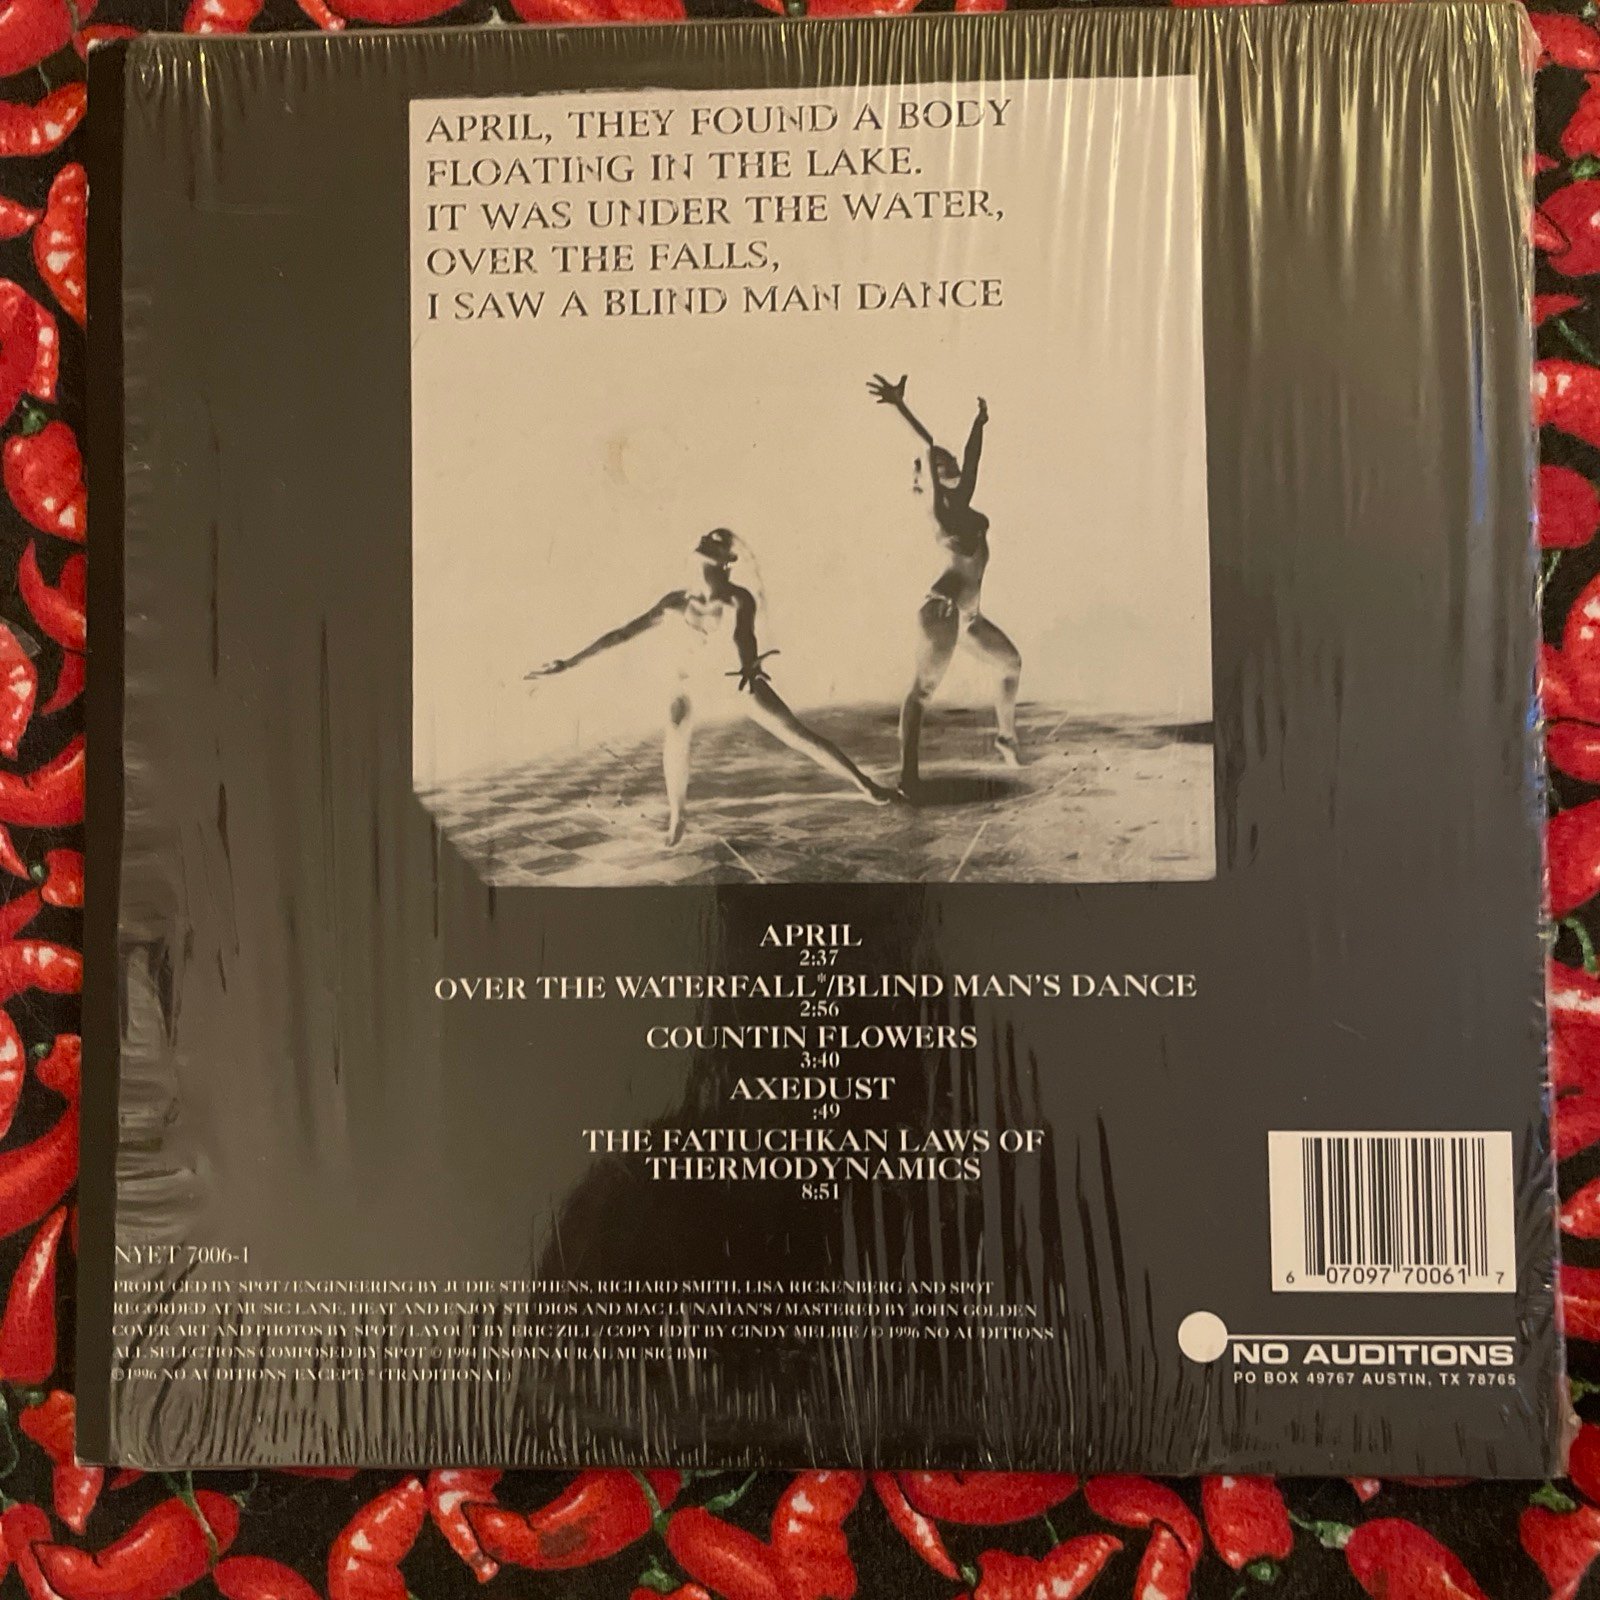 APRIL, THEY FOUND A BODY
FLOATING IN THE LAKE.
IT WAS UNDER THE WATER,
OVER THE FALLS,
I SAW A BLIND MAN DANCE
APRIL
2:37
OVER THE WATERFALL*/BLIND MAN'S DANCE
2:56
COUNTIN FLOWERS
3:40
AXEDUST
:49
THE FATIUCHKAN LAWS OF
THERMODYNAMICS
8:51
NYET 7006-1
PRODUCED BY SPOT / ENGINEERING BY JUDIE STEPHENS, RICHARD SMITH, LISA RICKENBERG AND SPOT
RECORDED AT MUSIC LANE, HEAT AND ENJOY STUDIOS AND MAC LUNAHAN'S / MASTERED BY JOHN GOLDEN
COVER ART AND PHOTOS BY SPOT / LAYOUT BY ERIC ZILL / COPY EDIT BY CINDY MELBIE / © 1996 NO AUDITIONS
ALL SELECTIONS COMPOSED BY SPOT © 1994 INSOMNAURAL MUSIC BMI
℗ 1996 NO AUDITIONS EXCEPT: * (TRADITIONAL)
6 07097 70061 7
NO AUDITIONS
PO BOX 49767 AUSTIN, TX 78765